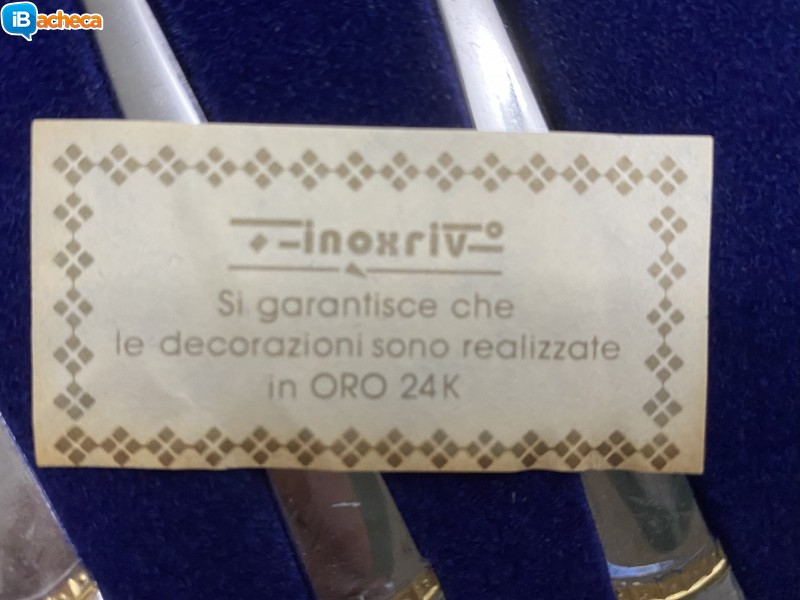 iBacheca
inoxriv
Si garantisce che
le decorazioni sono realizzate
in ORO 24K